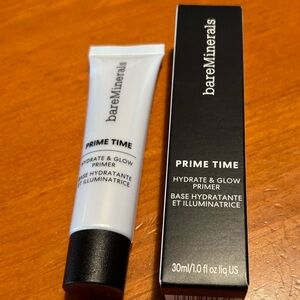 bareMinerals
PRIME TIME
HYDRATE & GLOW
PRIMER
BASE HYDRATANTE
ET ILLUMINATRICE
bareMinerals
PRIME TIME
HYDRATE & GLOW
PRIMER
BASE HYDRATANTE
ET ILLUMINATRICE
30ml/1.0 fl oz liq US